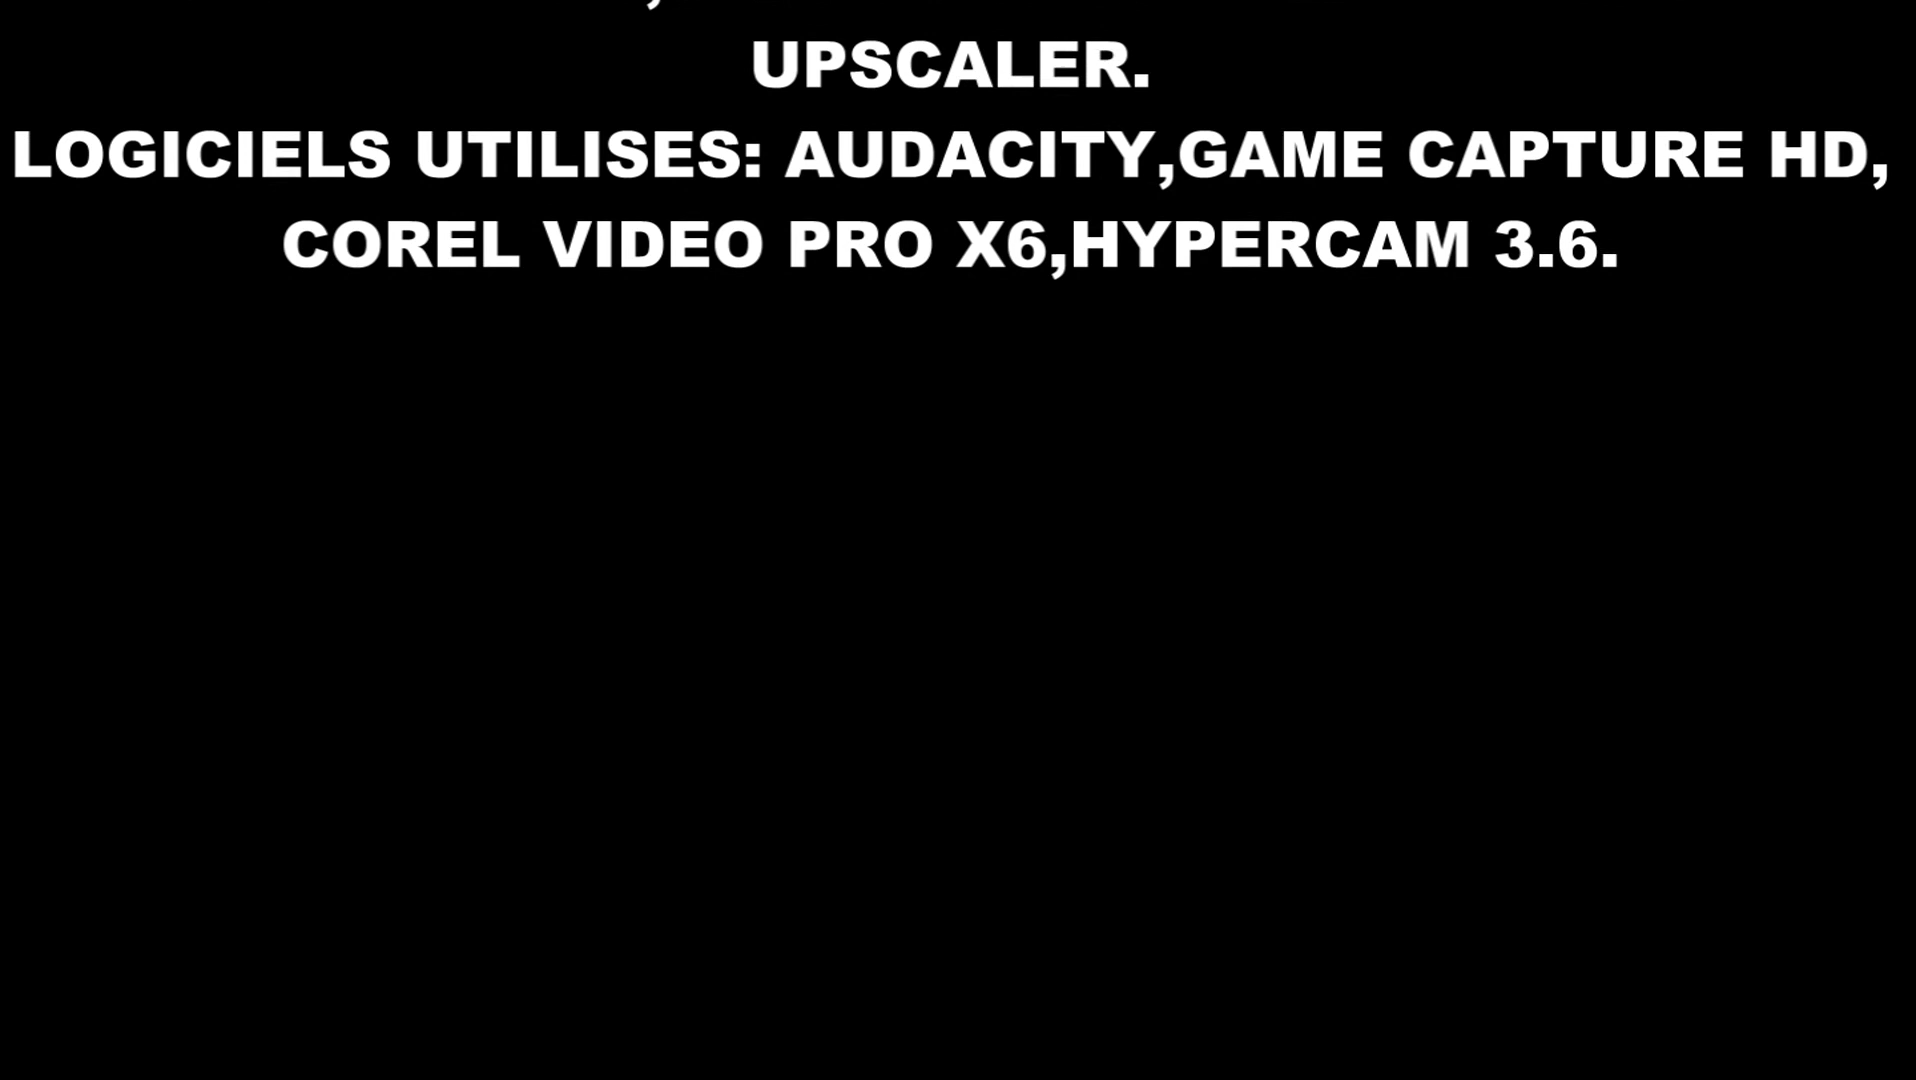 UPSCALER.
LOGICIELS UTILISES: AUDACITY,GAME CAPTURE HD,
COREL VIDEO PRO X6,HYPERCAM 3.6.